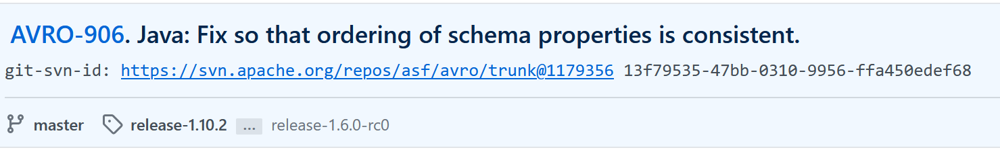 AVRO-906. Java: Fix so that ordering of schema properties is consistent.
git-svn-id: https://svn.apache.org/repos/asf/avro/trunk@1179356 13f79535-47bb-0310-9956-ffa450edef68
master release-1.10.2 ... release-1.6.0-rc0